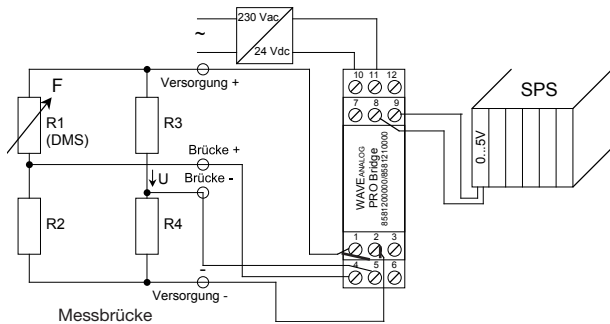 230 Vac
~
24 Vdc
10 11 12
Versorgung +
SPS
F
7 8 9
R1
(DMS)
R3
0...5V
WAVEANALOG
PRO Bridge
8581200000/8581210000
Brücke +
Brücke -
U
R2
R4
1 2 3
4 5 6
-
Versorgung -
Messbrücke